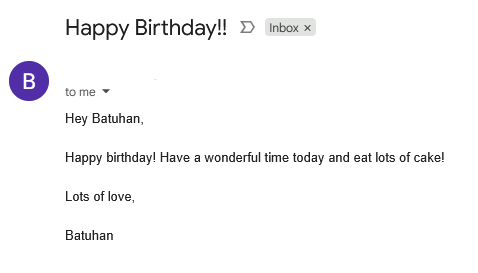 Happy Birthday!! Inbox ×
B
to me
Hey Batuhan,
Happy birthday! Have a wonderful time today and eat lots of cake!
Lots of love,
Batuhan